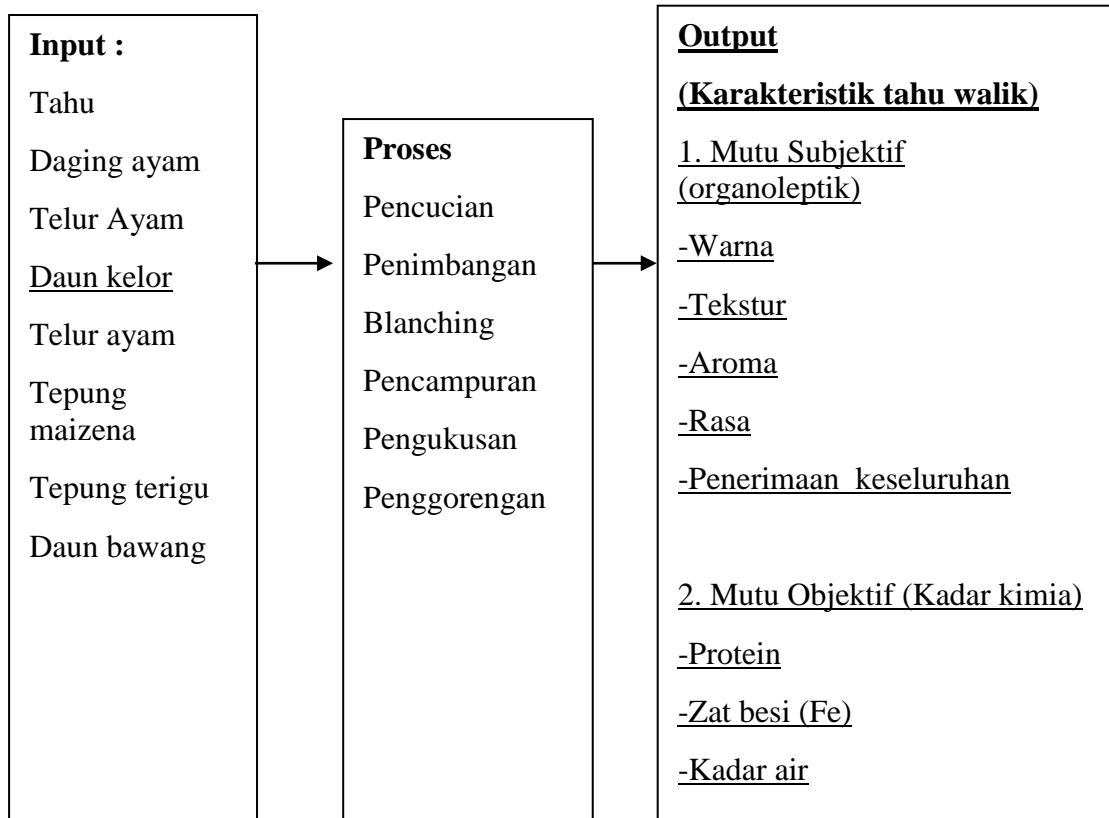 Input :
Tahu
Daging ayam
Telur Ayam
Daun kelor
Telur ayam
Tepung
maizena
Tepung terigu
Daun bawang
Proses
Pencucian
Penimbangan
Blanching
Pencampuran
Pengukusan
Penggorengan
Output
(Karakteristik tahu walik)
1. Mutu Subjektif
(organoleptik)
-Warna
-Tekstur
-Aroma
-Rasa
-Penerimaan keseluruhan
2. Mutu Objektif (Kadar kimia)
-Protein
-Zat besi (Fe)
-Kadar air